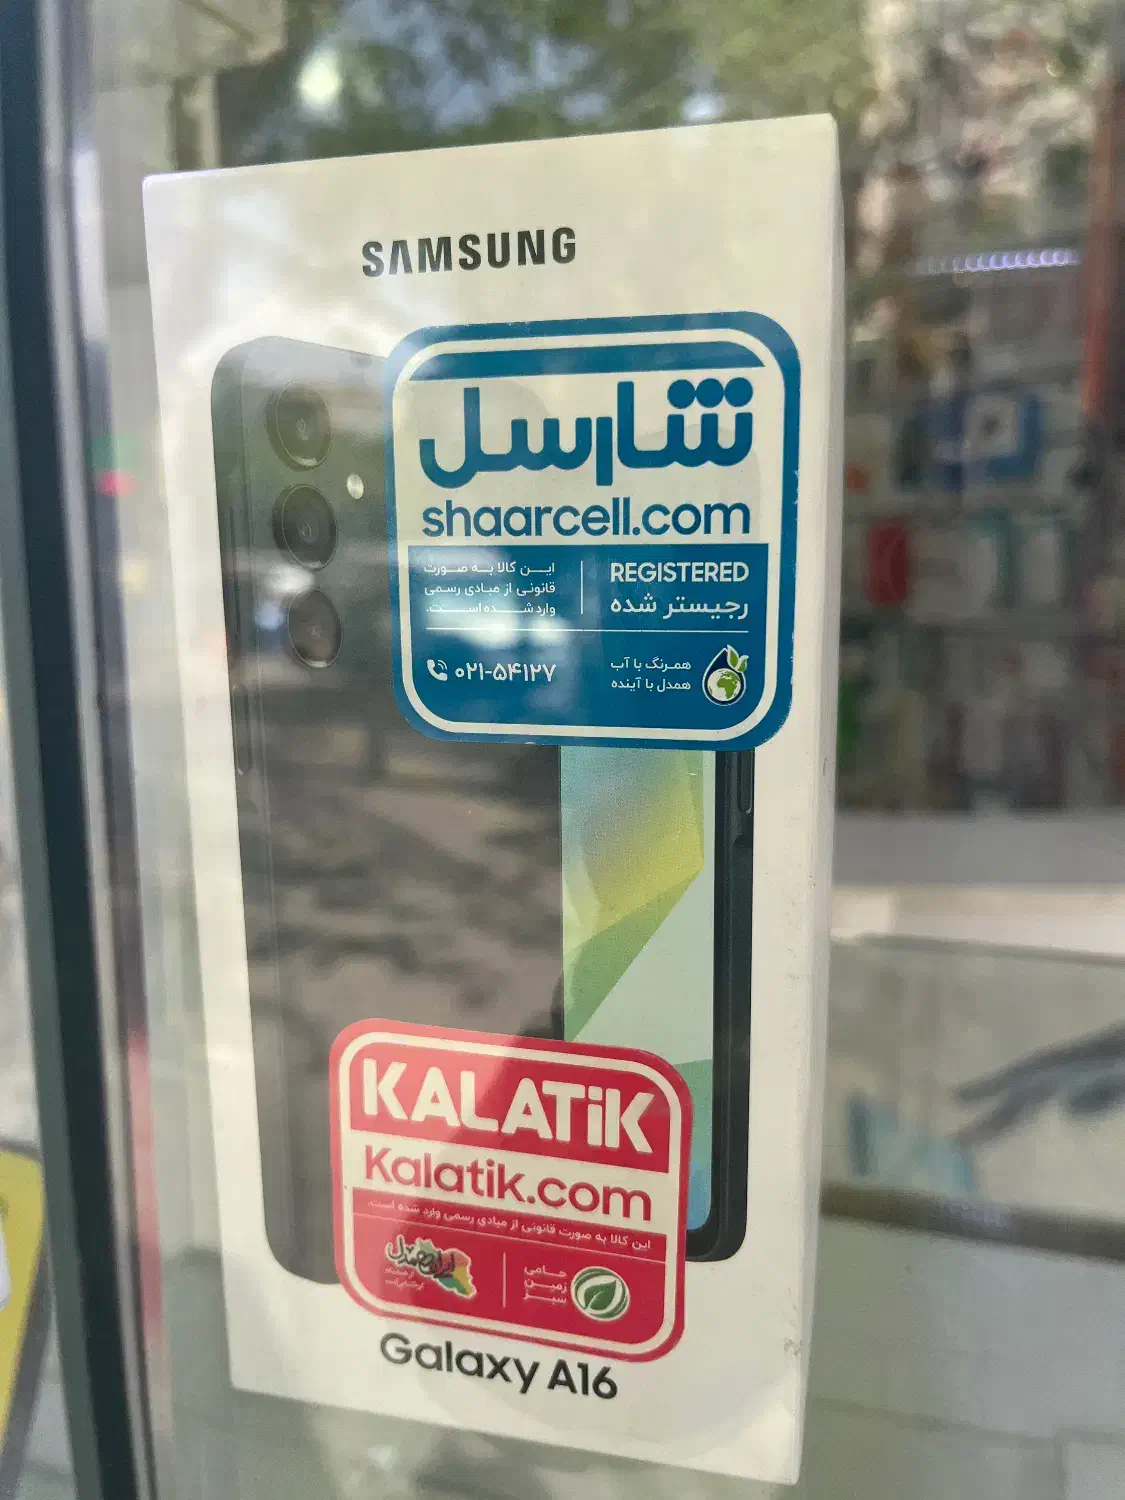 SAMSUNG
شارسل
shaarcell.com
REGISTERED
رجیستر شده
این کالا به صورت
قانونی از مبادی رسمی
وارد شده است.
همرنگ با آب
همدل با آینده
۰۲۱-۵۴۱۲۷
KALATiK
Kalatik.com
این کالا به صورت قانونی از مبادی رسمی وارد شده است.
حامی
زمین
سبز
ایران همدل
Galaxy A16